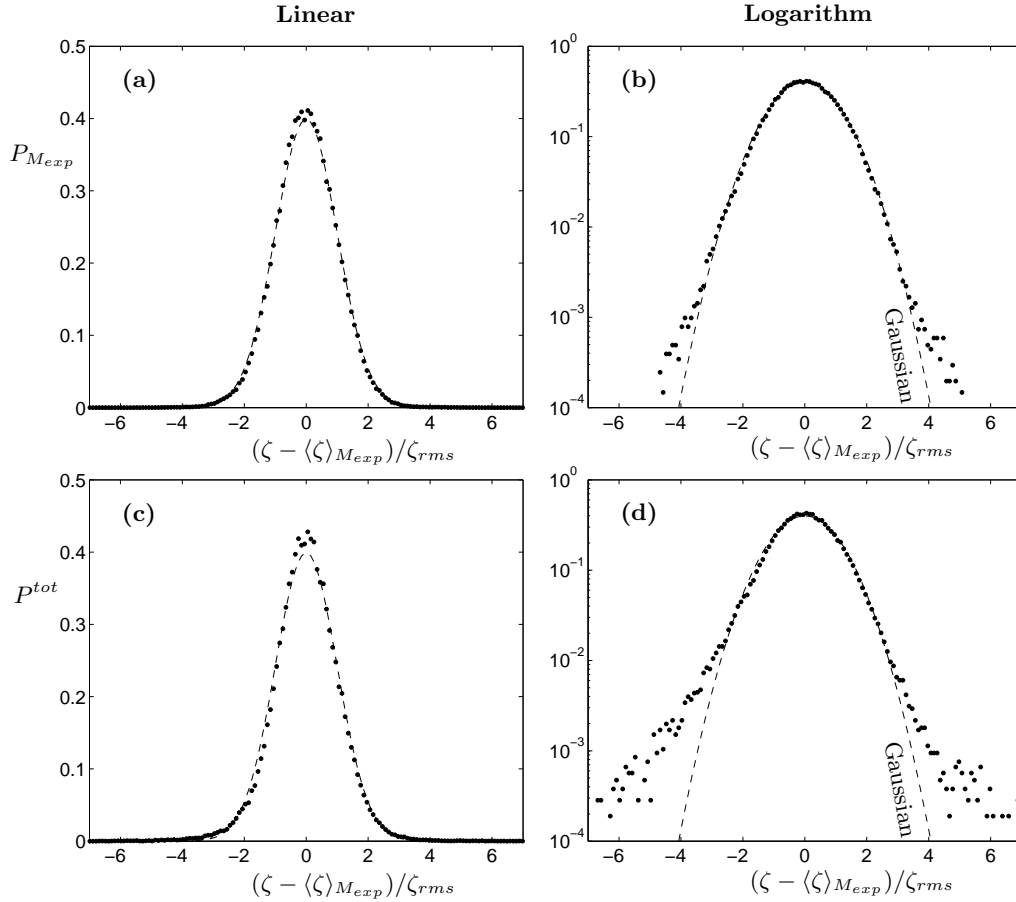 Linear
Logarithm
(a)
P_{M_{exp}}
0.5
0.4
0.3
0.2
0.1
0
−6 −4 −2 0 2 4 6
(ζ - ⟨ζ⟩_{M_{exp}})/ζ_{rms}
(b)
10^0
10^{−1}
10^{−2}
10^{−3}
10^{−4}
Gaussian
−6 −4 −2 0 2 4 6
(ζ - ⟨ζ⟩_{M_{exp}})/ζ_{rms}
(c)
P^{tot}
0.5
0.4
0.3
0.2
0.1
0
−6 −4 −2 0 2 4 6
(ζ - ⟨ζ⟩_{M_{exp}})/ζ_{rms}
(d)
10^0
10^{−1}
10^{−2}
10^{−3}
10^{−4}
Gaussian
−6 −4 −2 0 2 4 6
(ζ - ⟨ζ⟩_{M_{exp}})/ζ_{rms}